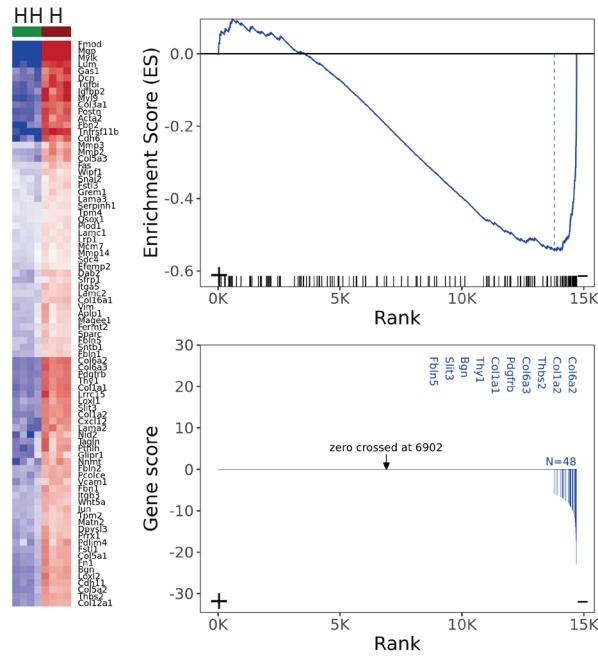 HH H
Fmod
Mgp
Mylk
Lum
Gas1
Dcn
Tgfbi
Igfbp2
Myl9
Col3a1
Postn
Acta2
Fbn2
Tnfrsf11b
Cdh6
Mmp3
Mmp2
Col5a3
Fas
Wipf1
Snai2
Fstl3
Grem1
Lama3
Serpinh1
Tpm4
Qsox1
Plod1
Lamc1
Lrp1
Mcm7
Mmp14
Sdc4
Efemp2
Dab2
Sfrp1
Itga5
Lamc2
Col16a1
Vim
Aplp1
Magee1
Fermt2
Sparc
Fbln5
Sntb1
Fbln1
Col6a2
Col6a3
Pdgfrb
Thy1
Col1a1
Lrrc15
Loxl1
Slit3
Col1a2
Cxcl12
Lama2
Nid2
Tagln
Pthlh
Glipr1
Nnmt
Fbln2
Pcolce
Vcam1
Fbn1
Itgb3
Wnt5a
Jun
Tpm2
Matn2
Dpysl3
Prrx1
Pdlim4
Fstl1
Col5a1
Fn1
Bgn
Loxl2
Cdh11
Col5a2
Thbs2
Col12a1
Enrichment Score (ES)
0.0
-0.2
-0.4
-0.6
+ −
0K 5K 10K 15K
Rank
Gene score
30
20
10
0
-10
-20
-30
Fbln5
Slit3
Bgn
Thy1
Col1a1
Pdgfrb
Col6a3
Thbs2
Col1a2
Col6a2
zero crossed at 6902
N=48
+ −
0K 5K 10K 15K
Rank